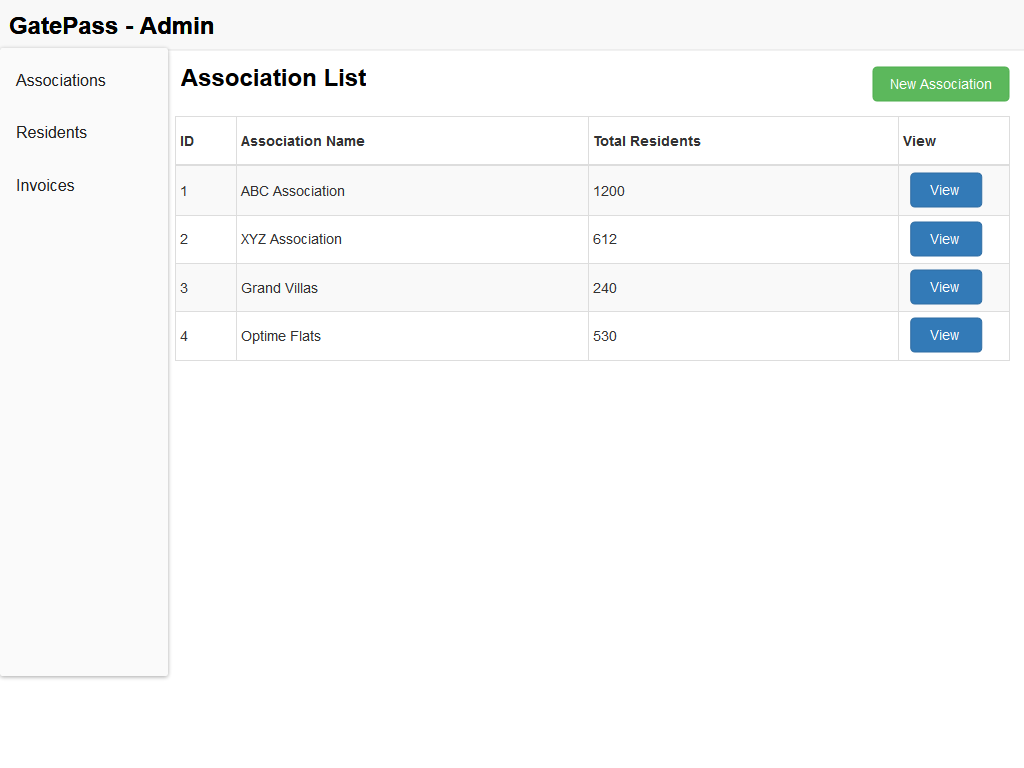 GatePass - Admin
Associations
Residents
Invoices
Association List
New Association
ID Association Name Total Residents View
1 ABC Association 1200 View
2 XYZ Association 612 View
3 Grand Villas 240 View
4 Optime Flats 530 View